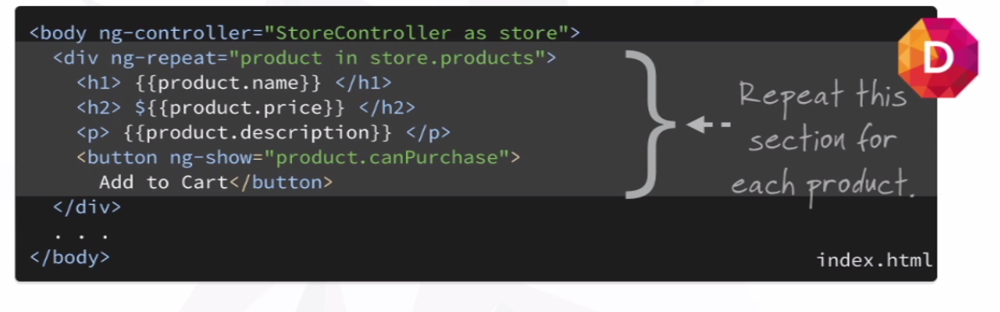 <body ng-controller="StoreController as store">
<div ng-repeat="product in store.products">
<h1> {{product.name}} </h1>
<h2> ${{product.price}} </h2>
<p> {{product.description}} </p>
<button ng-show="product.canPurchase">
Add to Cart</button>
</div>
. . .
</body>
index.html
Repeat this
section for
each product.
D